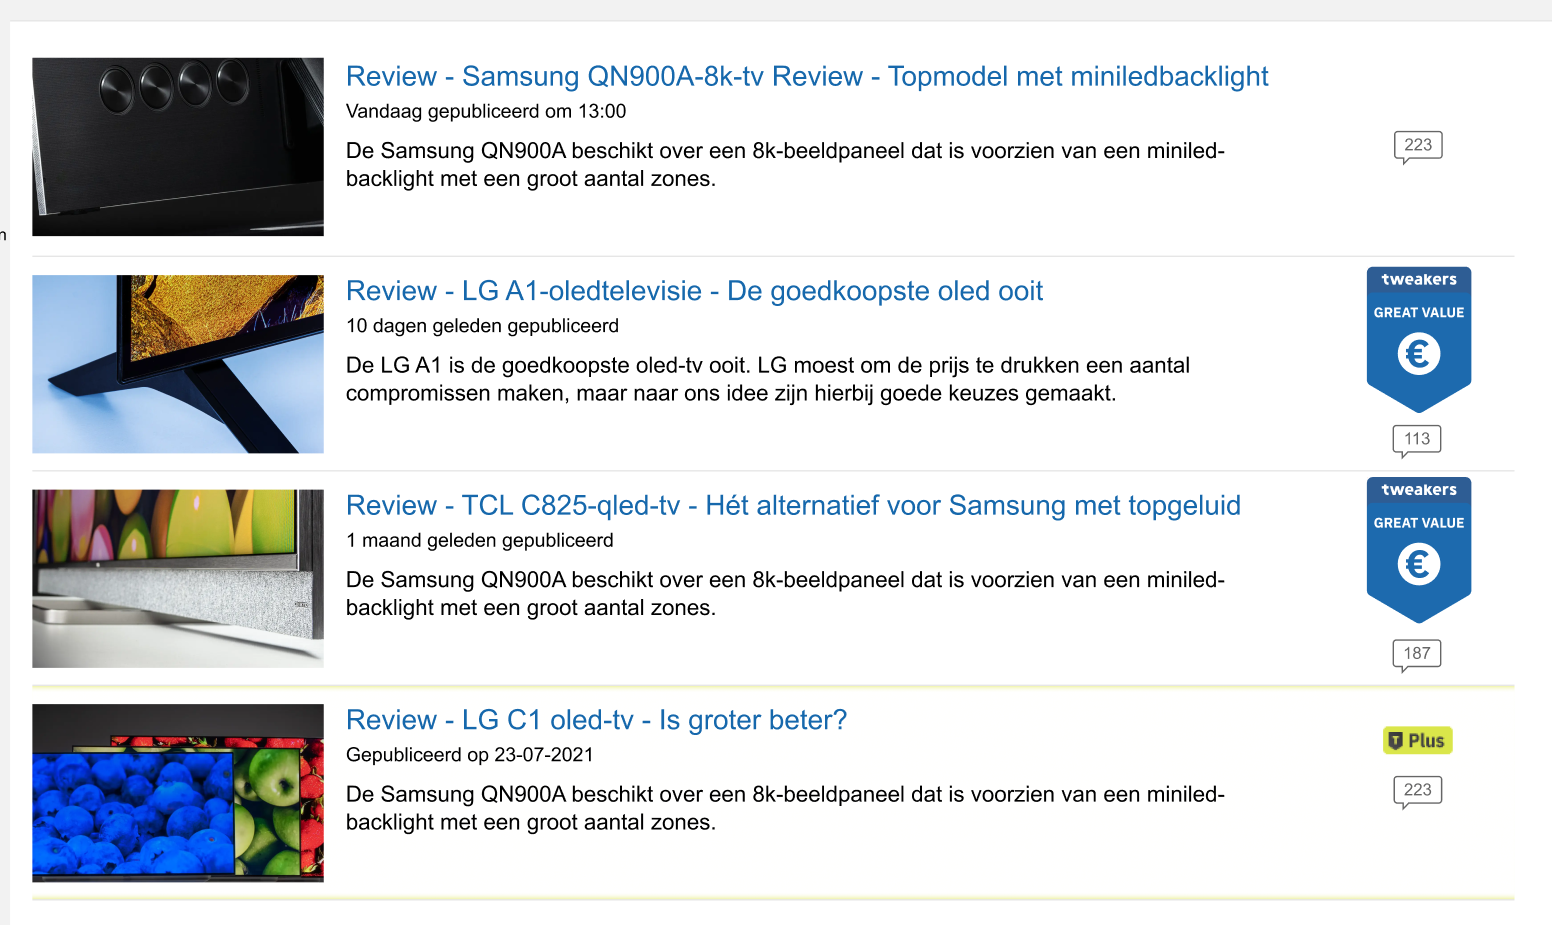 Review - Samsung QN900A-8k-tv Review - Topmodel met miniledbacklight
Vandaag gepubliceerd om 13:00
De Samsung QN900A beschikt over een 8k-beeldpaneel dat is voorzien van een miniled-
backlight met een groot aantal zones.
223
n
Review - LG A1-oledtelevisie - De goedkoopste oled ooit
10 dagen geleden gepubliceerd
De LG A1 is de goedkoopste oled-tv ooit. LG moest om de prijs te drukken een aantal
compromissen maken, maar naar ons idee zijn hierbij goede keuzes gemaakt.
tweakers
GREAT VALUE
€
113
Review - TCL C825-qled-tv - Hét alternatief voor Samsung met topgeluid
1 maand geleden gepubliceerd
De Samsung QN900A beschikt over een 8k-beeldpaneel dat is voorzien van een miniled-
backlight met een groot aantal zones.
tweakers
GREAT VALUE
€
187
Review - LG C1 oled-tv - Is groter beter?
Gepubliceerd op 23-07-2021
De Samsung QN900A beschikt over een 8k-beeldpaneel dat is voorzien van een miniled-
backlight met een groot aantal zones.
T Plus
223